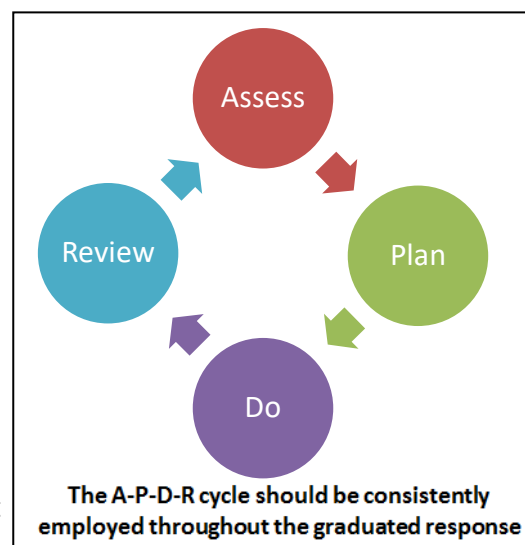 Assess
Review
Plan
Do
The A-P-D-R cycle should be consistently
employed throughout the graduated response